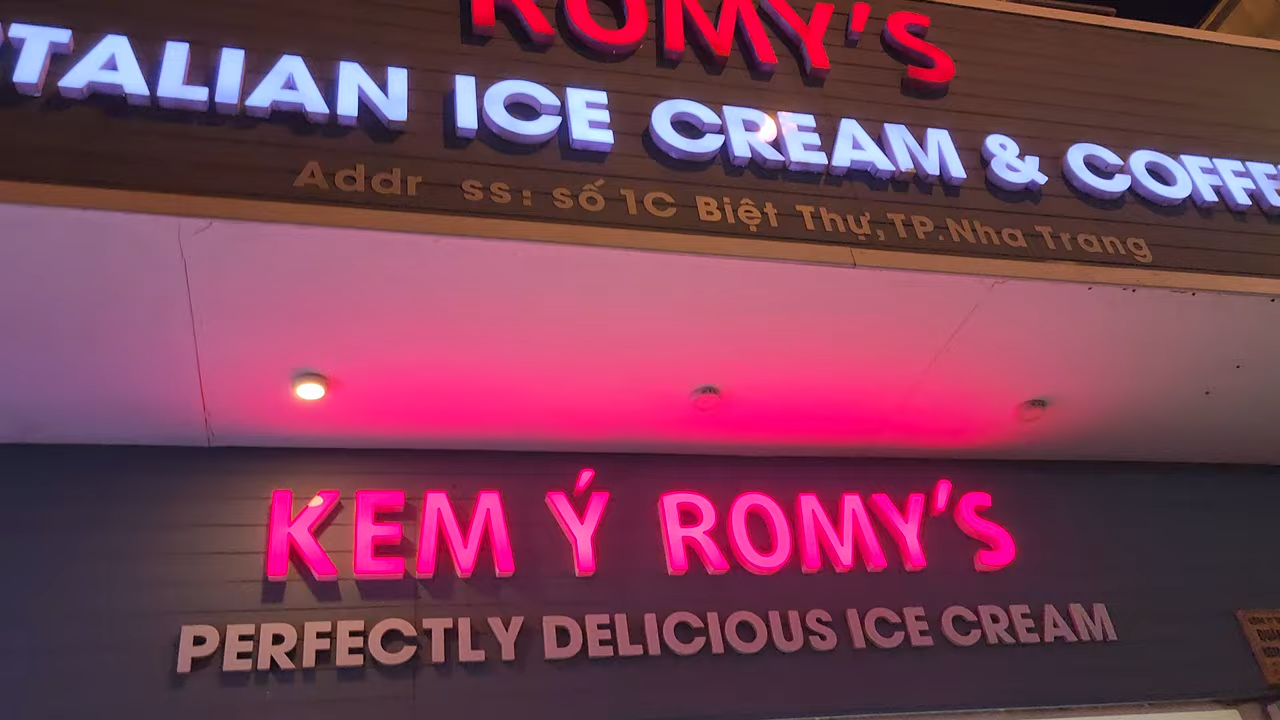 ROMY'S
ITALIAN ICE CREAM & COFFE
Addr ss: số 1C Biệt Thự,TP.Nha Trang
KEM Ý ROMY'S
PERFECTLY DELICIOUS ICE CREAM